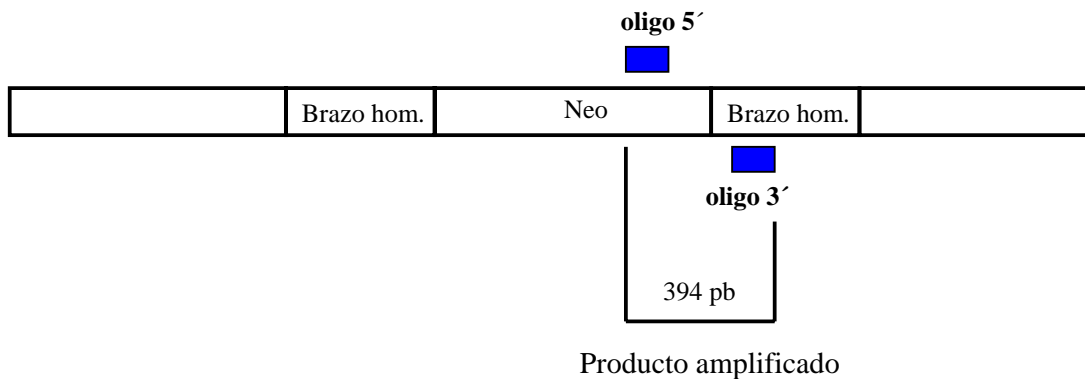 oligo 5´
Brazo hom.
Neo
Brazo hom.
oligo 3´
394 pb
Producto amplificado